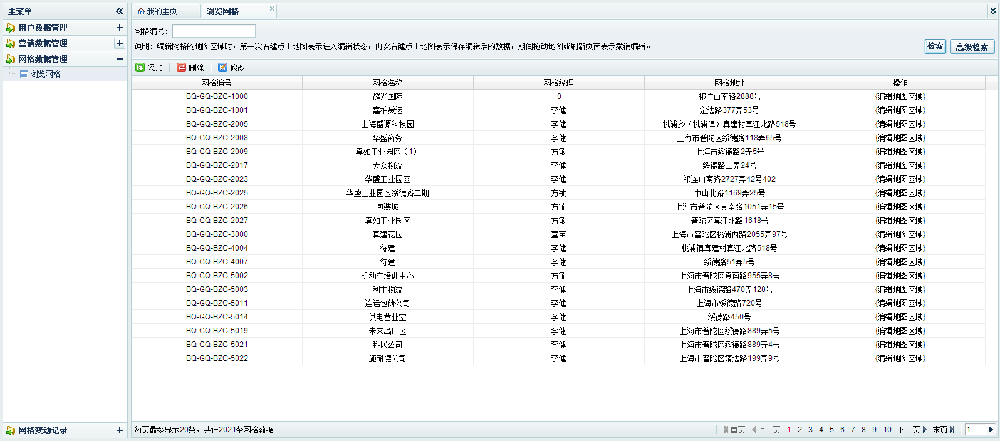 主菜单
用户数据管理
营销数据管理
网格数据管理
浏览网格
网格变动记录
我的主页 浏览网格
网格编号:
说明：编辑网格的地图区域时，第一次右键点击地图表示进入编辑状态，再次右键点击地图表示保存编辑后的数据，期间拖动地图或刷新页面表示撤销编辑。
检索 高级检索
添加 删除 修改
网格编号 网格名称 网格经理 网格地址 操作
BQ-GQ-BZC-1000 耀光国际 0 祁连山南路2888号 {编辑地图区域}
BQ-GQ-BZC-1001 嘉柏货运 李健 定边路377弄53号 {编辑地图区域}
BQ-GQ-BZC-2005 上海盛源科技园 李健 桃浦乡（桃浦镇）真建村真江北路518号 {编辑地图区域}
BQ-GQ-BZC-2008 华盛商务 李健 上海市普陀区绥德路118弄65号 {编辑地图区域}
BQ-GQ-BZC-2009 真如工业园区（1） 方敏 上海市绥德路2弄5号 {编辑地图区域}
BQ-GQ-BZC-2017 大众物流 李健 绥德路二弄24号 {编辑地图区域}
BQ-GQ-BZC-2023 华盛工业园区 李健 祁连山南路2727弄42号402 {编辑地图区域}
BQ-GQ-BZC-2025 华盛工业园区绥德路二期 方敏 中山北路1169弄25号 {编辑地图区域}
BQ-GQ-BZC-2026 包装城 方敏 上海市普陀区真南路1051弄15号 {编辑地图区域}
BQ-GQ-BZC-2027 真如工业园区 方敏 普陀区真江北路1618号 {编辑地图区域}
BQ-GQ-BZC-3000 真建花园 董苗 上海市普陀区桃浦西路2055弄97号 {编辑地图区域}
BQ-GQ-BZC-4004 待建 李健 桃浦镇真建村真江北路518号 {编辑地图区域}
BQ-GQ-BZC-4007 待建 李健 绥德路51弄5号 {编辑地图区域}
BQ-GQ-BZC-5002 机动车培训中心 方敏 上海市普陀区真南路955弄8号 {编辑地图区域}
BQ-GQ-BZC-5003 利丰物流 李健 上海市绥德路470弄128号 {编辑地图区域}
BQ-GQ-BZC-5011 连运包储公司 李健 上海市绥德路720号 {编辑地图区域}
BQ-GQ-BZC-5014 供电营业室 李健 绥德路450号 {编辑地图区域}
BQ-GQ-BZC-5019 未来岛厂区 李健 上海市普陀区绥德路889弄5号 {编辑地图区域}
BQ-GQ-BZC-5021 科民公司 李健 上海市普陀区绥德路889弄4号 {编辑地图区域}
BQ-GQ-BZC-5022 施耐德公司 李健 上海市普陀区靖边路199弄9号 {编辑地图区域}
每页最多显示20条，共计2021条网格数据 首页 上一页 1 2 3 4 5 6 7 8 9 10 下一页 末页 1